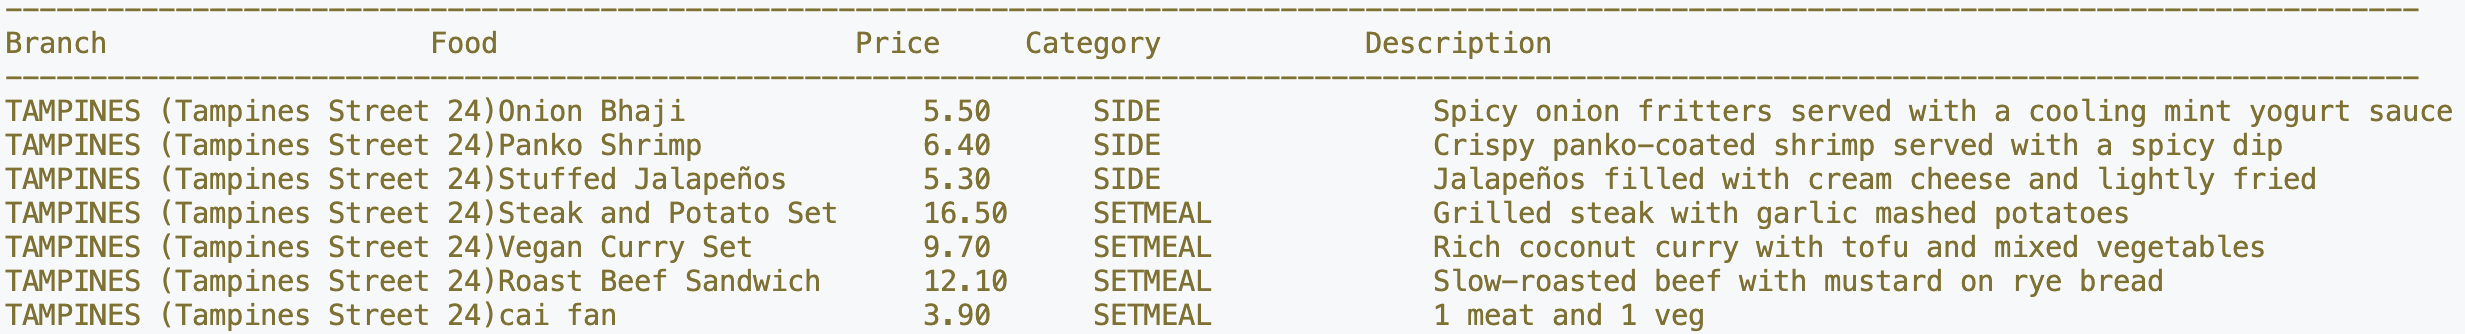 Branch                   Food                     Price     Category            Description
TAMPINES (Tampines Street 24)Onion Bhaji              5.50      SIDE                Spicy onion fritters served with a cooling mint yogurt sauce
TAMPINES (Tampines Street 24)Panko Shrimp             6.40      SIDE                Crispy panko-coated shrimp served with a spicy dip
TAMPINES (Tampines Street 24)Stuffed Jalapeños        5.30      SIDE                Jalapeños filled with cream cheese and lightly fried
TAMPINES (Tampines Street 24)Steak and Potato Set     16.50     SETMEAL             Grilled steak with garlic mashed potatoes
TAMPINES (Tampines Street 24)Vegan Curry Set          9.70      SETMEAL             Rich coconut curry with tofu and mixed vegetables
TAMPINES (Tampines Street 24)Roast Beef Sandwich      12.10     SETMEAL             Slow-roasted beef with mustard on rye bread
TAMPINES (Tampines Street 24)cai fan                  3.90      SETMEAL             1 meat and 1 veg